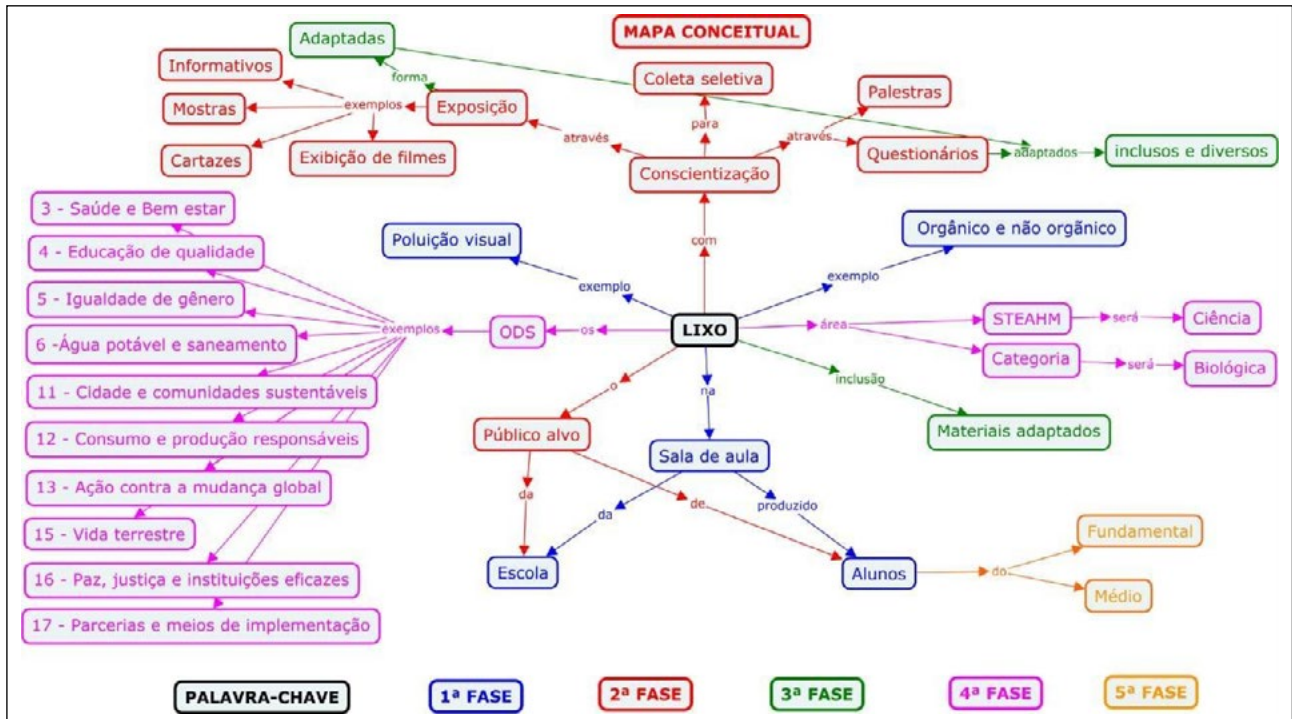 MAPA CONCEITUAL
Adaptadas
forma
Informativos
Mostras
Cartazes
exemplos
Exposição
Exibição de filmes
através
Coleta seletiva
para
Conscientização
através
Palestras
Questionários
adaptados
inclusos e diversos
com
3 - Saúde e Bem estar
4 - Educação de qualidade
5 - Igualdade de gênero
6 -Água potável e saneamento
11 - Cidade e comunidades sustentáveis
12 - Consumo e produção responsáveis
13 - Ação contra a mudança global
15 - Vida terrestre
16 - Paz, justiça e instituições eficazes
17 - Parcerias e meios de implementação
exemplos
ODS
os
Poluição visual
exemplo
LIXO
exemplo
Orgânico e não orgãnico
área
STEAHM
será
Ciência
Categoria
será
Biológica
inclusão
Materiais adaptados
o
Público alvo
da
de
na
Sala de aula
da
produzido
Escola
Alunos
do
Fundamental
Médio
PALAVRA-CHAVE
1ª FASE
2ª FASE
3ª FASE
4ª FASE
5ª FASE